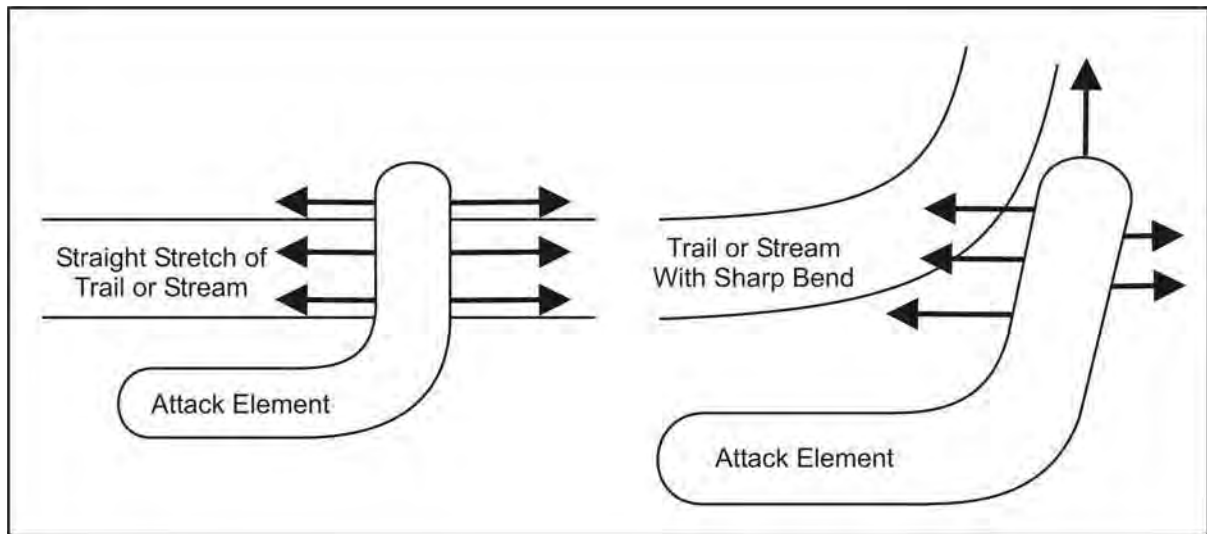 Straight Stretch of
Trail or Stream
Attack Element
Trail or Stream
With Sharp Bend
Attack Element